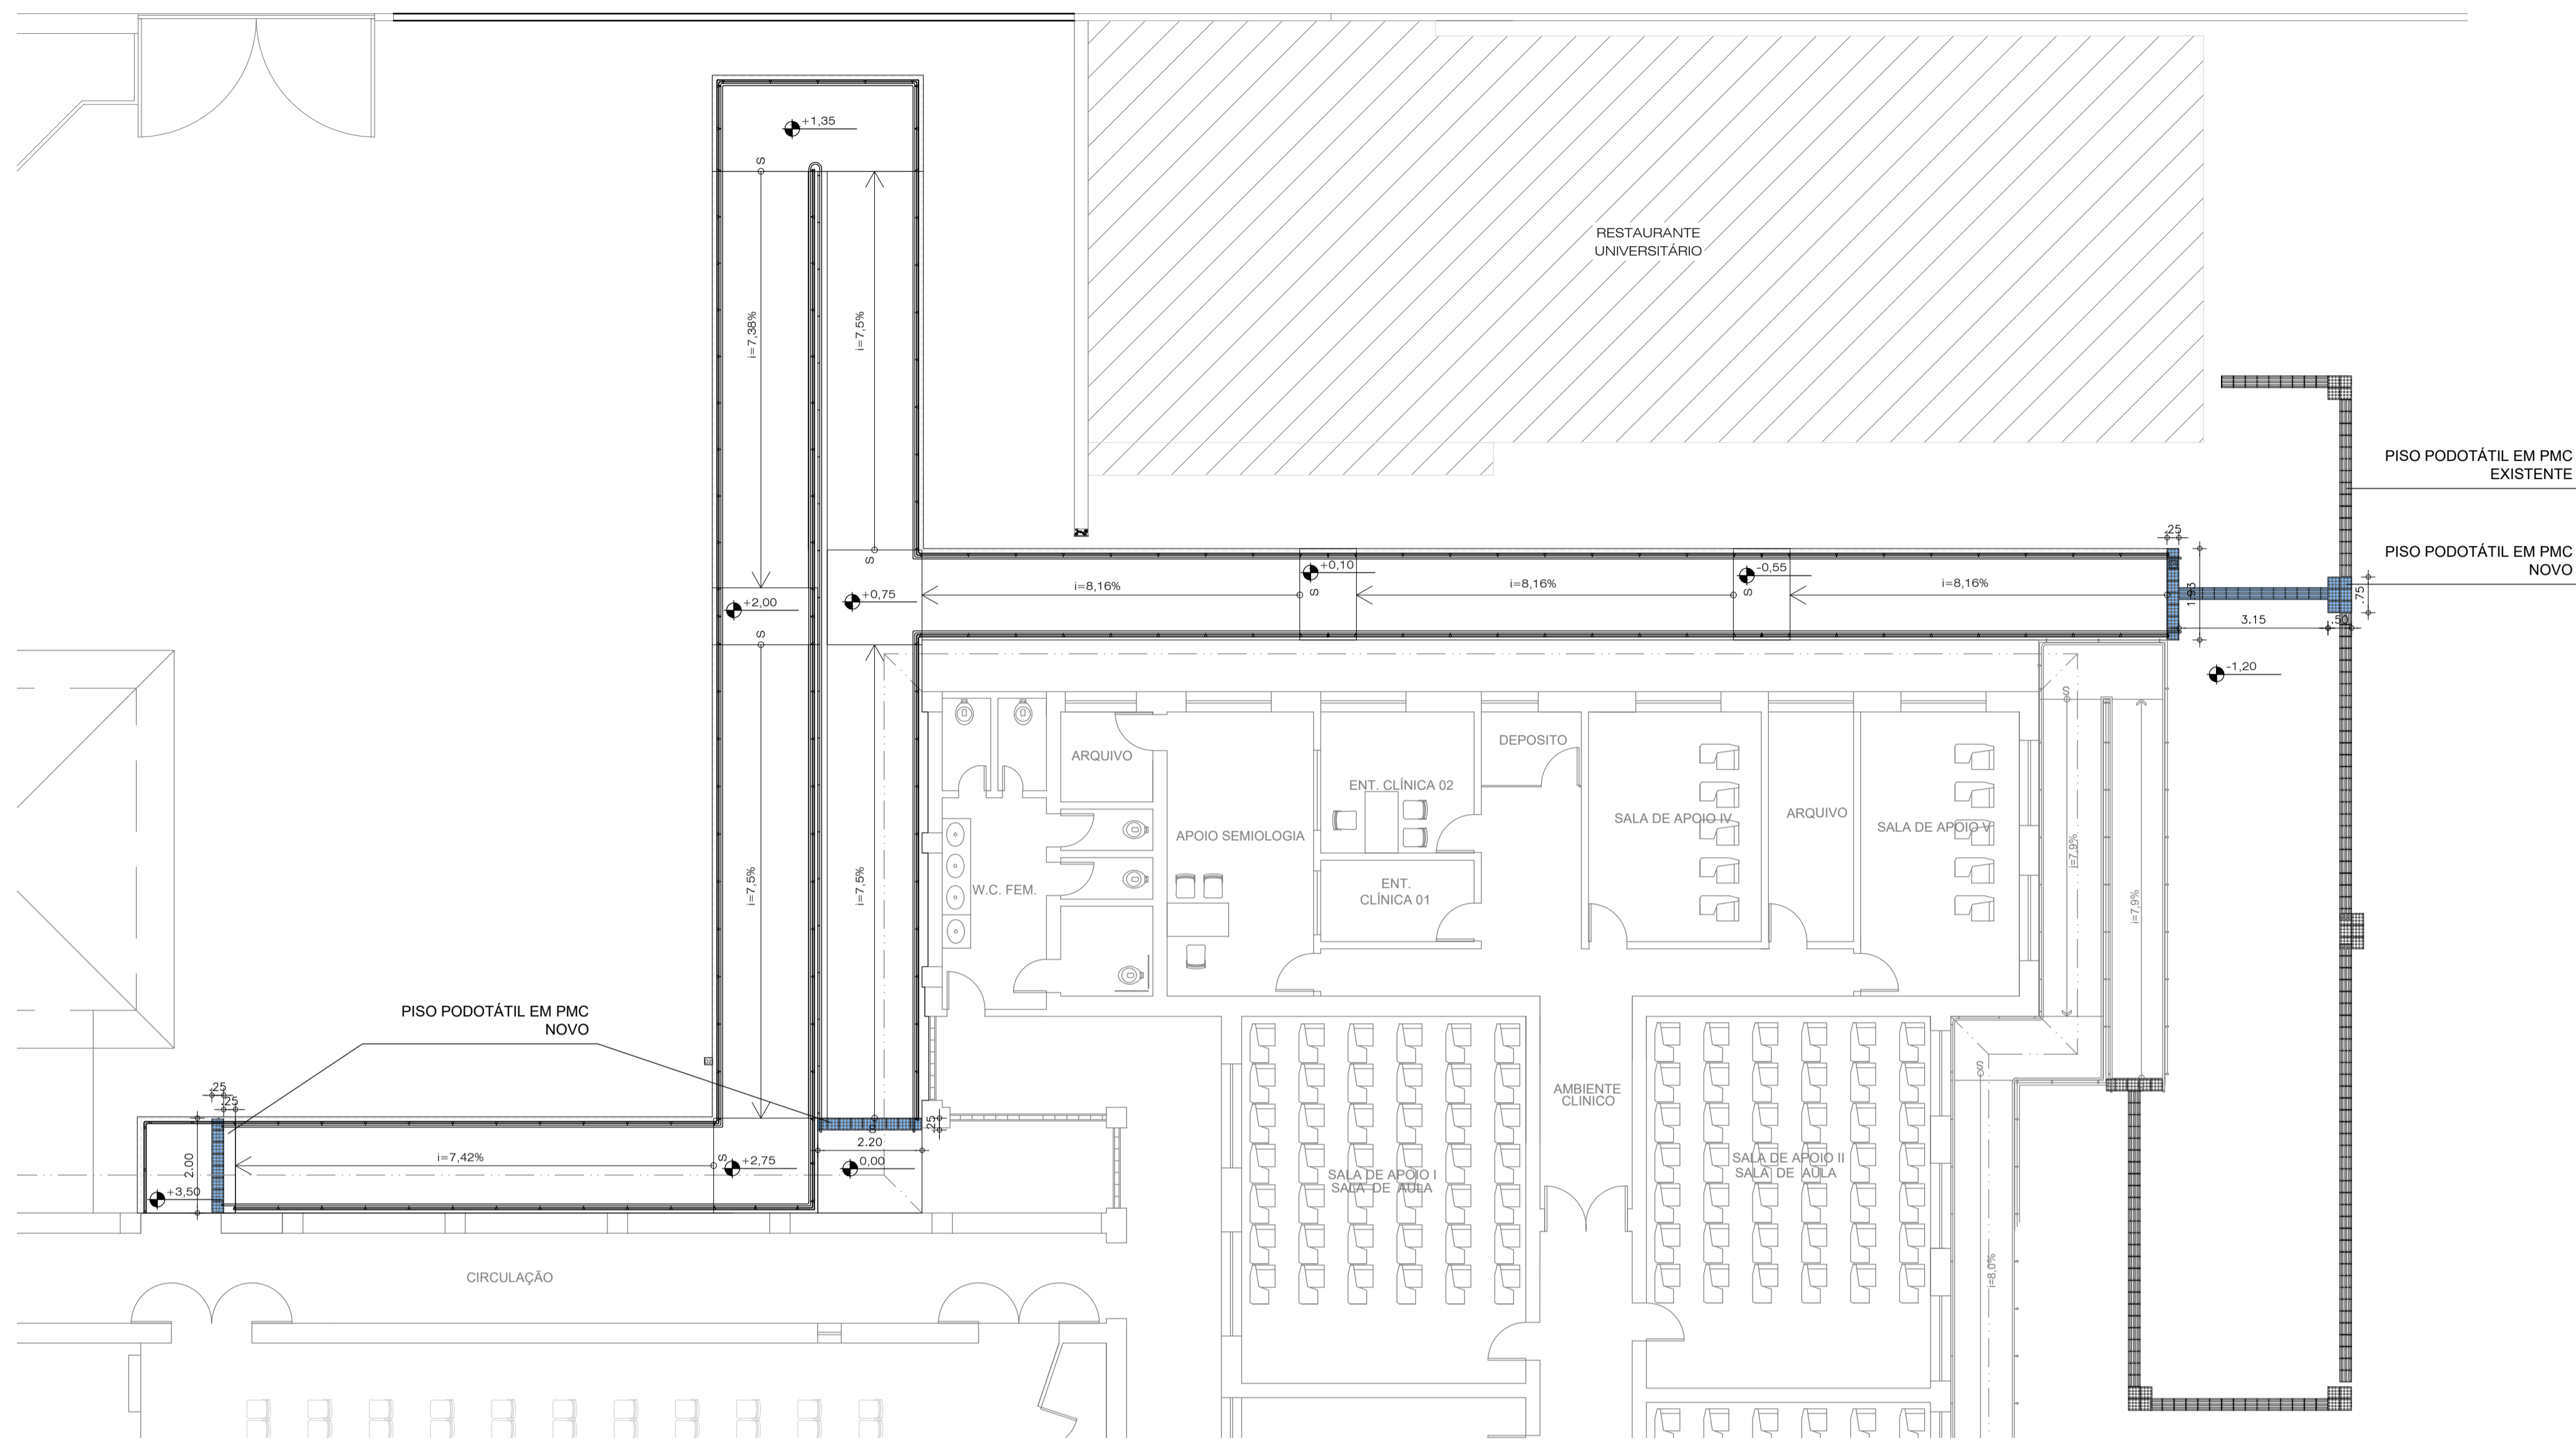 +1,35
S
i=7,38%
i=7,5%
S
RESTAURANTE
UNIVERSITÁRIO
PISO PODOTÁTIL EM PMC
EXISTENTE
PISO PODOTÁTIL EM PMC
NOVO
.25
1.93
.75
3.15
.50
-1,20
+2,00
+0,75
i=8,16%
+0,10
S
i=8,16%
-0,55
S
i=8,16%
S
i=7,5%
i=7,5%
S
ARQUIVO
APOIO SEMIOLOGIA
ENT. CLÍNICA 02
DEPOSITO
SALA DE APOIO IV
ARQUIVO
SALA DE APOIO V
W.C. FEM.
ENT.
CLÍNICA 01
i=7,9%
i=7,9%
PISO PODOTÁTIL EM PMC
NOVO
.25
.25
2.00
+3,50
i=7,42%
S
+2,75
2.20
0,00
.25
S
AMBIENTE
CLINICO
SALA DE APOIO I
SALA DE AULA
SALA DE APOIO II
SALA DE AULA
S
i=8,0%
CIRCULAÇÃO